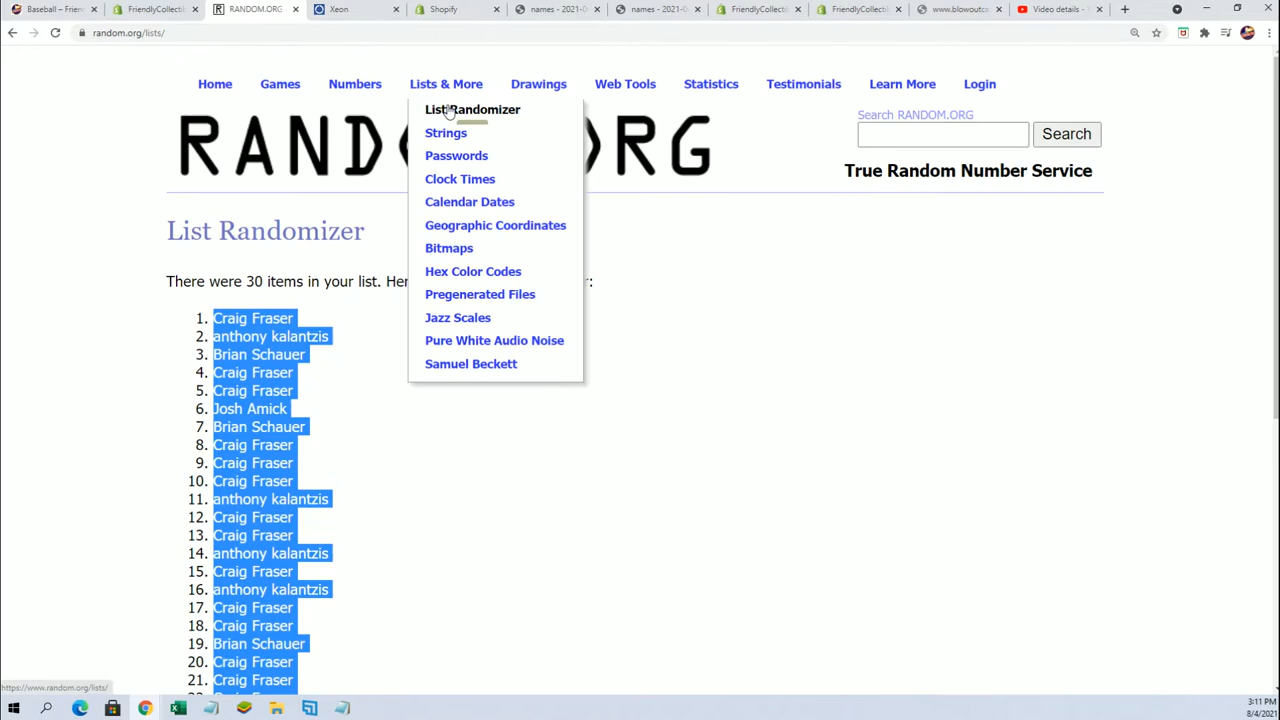 Baseball – Frien
FriendlyCollectib
RANDOM.ORG
Xeon
Shopify
names - 2021-0
names - 2021-0
FriendlyCollectib
FriendlyCollectib
www.blowoutca
Video details - Y
random.org/lists/
Home Games Numbers Lists & More Drawings Web Tools Statistics Testimonials Learn More Login
List Randomizer
Strings
Passwords
Clock Times
Calendar Dates
Geographic Coordinates
Bitmaps
Hex Color Codes
Pregenerated Files
Jazz Scales
Pure White Audio Noise
Samuel Beckett
RANDOM.ORG
Search RANDOM.ORG
Search
True Random Number Service
List Randomizer
There were 30 items in your list. Her
:
1. Craig Fraser
2. anthony kalantzis
3. Brian Schauer
4. Craig Fraser
5. Craig Fraser
6. Josh Amick
7. Brian Schauer
8. Craig Fraser
9. Craig Fraser
10. Craig Fraser
11. anthony kalantzis
12. Craig Fraser
13. Craig Fraser
14. anthony kalantzis
15. Craig Fraser
16. anthony kalantzis
17. Craig Fraser
18. Craig Fraser
19. Brian Schauer
20. Craig Fraser
21. Craig Fraser
https://www.random.org/lists/
3:11 PM
8/4/2021